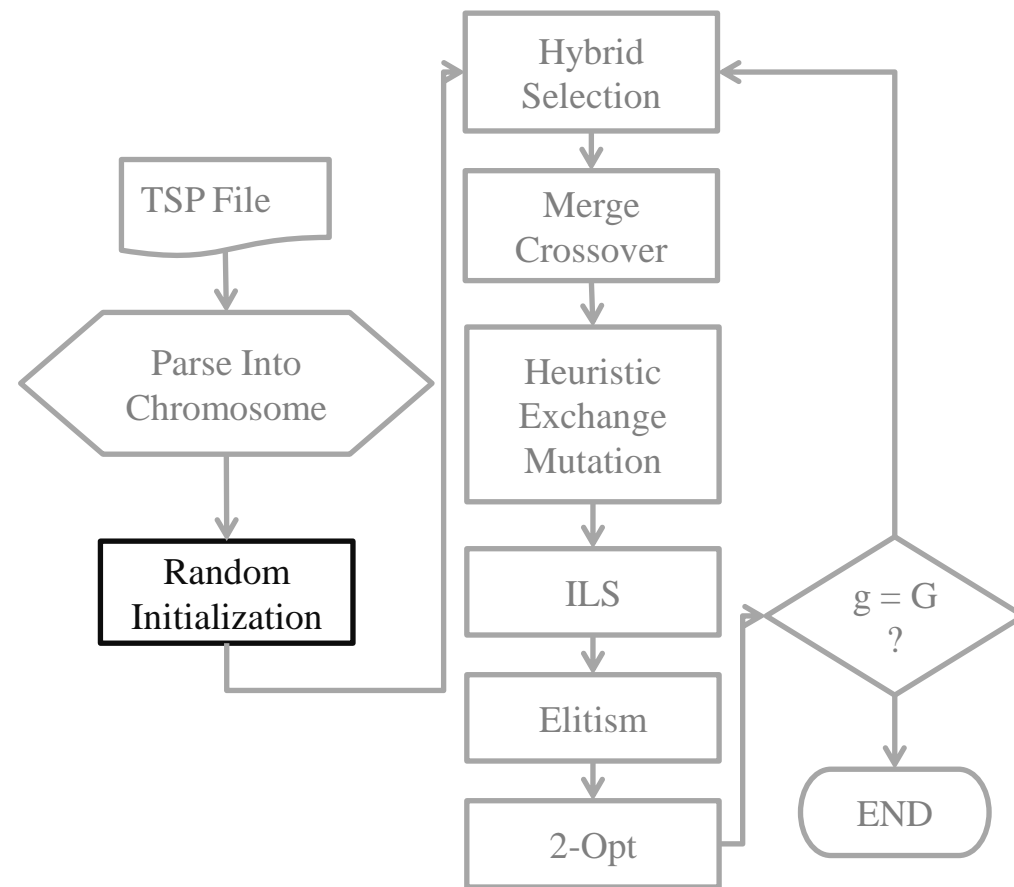 TSP File
Parse Into
Chromosome
Random
Initialization
Hybrid
Selection
Merge
Crossover
Heuristic
Exchange
Mutation
ILS
Elitism
2-Opt
g = G
?
END